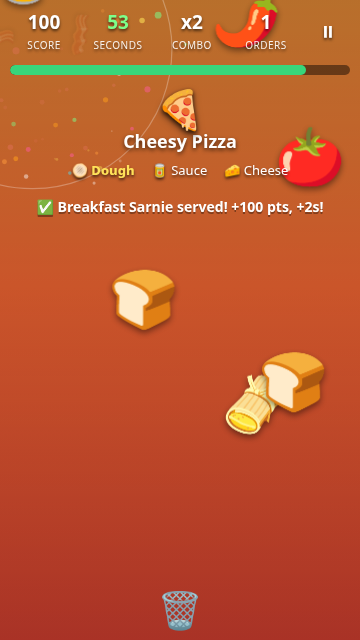 100 53 x2 1
SCORE SECONDS COMBO ORDERS
Cheesy Pizza
Dough Sauce Cheese
Breakfast Sarnie served! +100 pts, +2s!